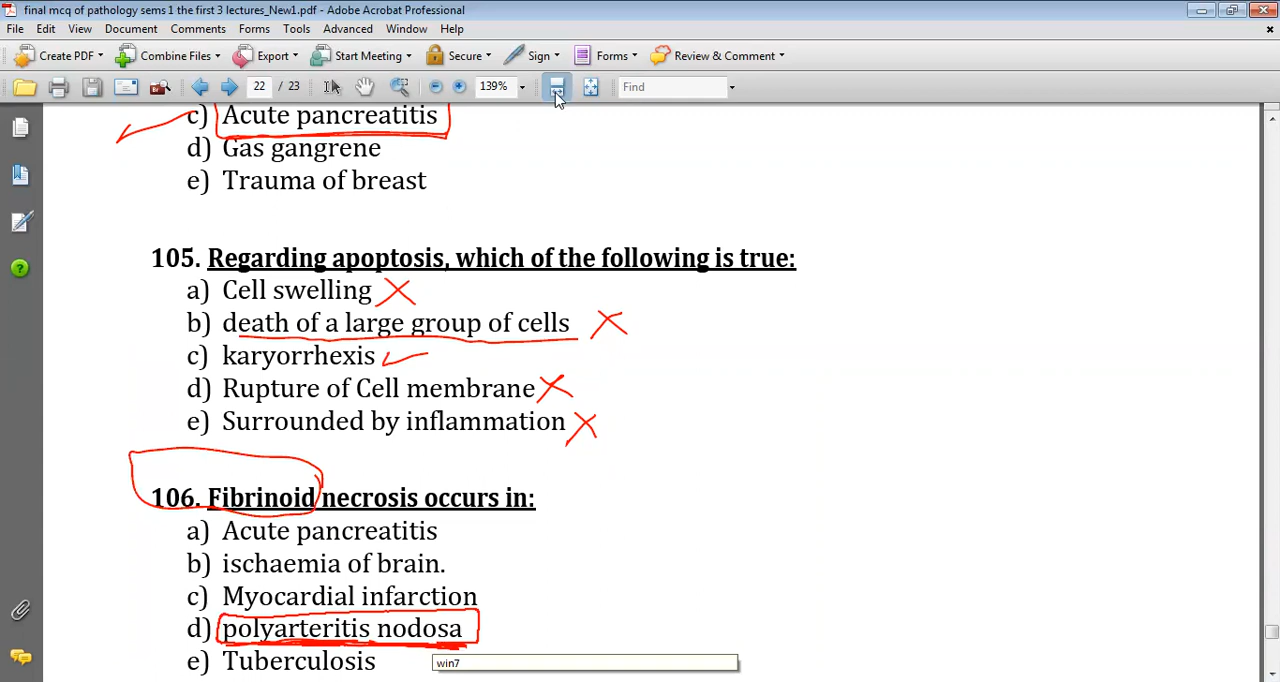 final mcq of pathology sems 1 the first 3 lectures_New1.pdf - Adobe Acrobat Professional
File Edit View Document Comments Forms Tools Advanced Window Help
Create PDF Combine Files Export Start Meeting Secure Sign Forms Review & Comment
22 / 23 139% Find
c) Acute pancreatitis
d) Gas gangrene
e) Trauma of breast
105. Regarding apoptosis, which of the following is true:
a) Cell swelling
b) death of a large group of cells
c) karyorrhexis
d) Rupture of Cell membrane
e) Surrounded by inflammation
106. Fibrinoid necrosis occurs in:
a) Acute pancreatitis
b) ischaemia of brain.
c) Myocardial infarction
d) polyarteritis nodosa
e) Tuberculosis
win7